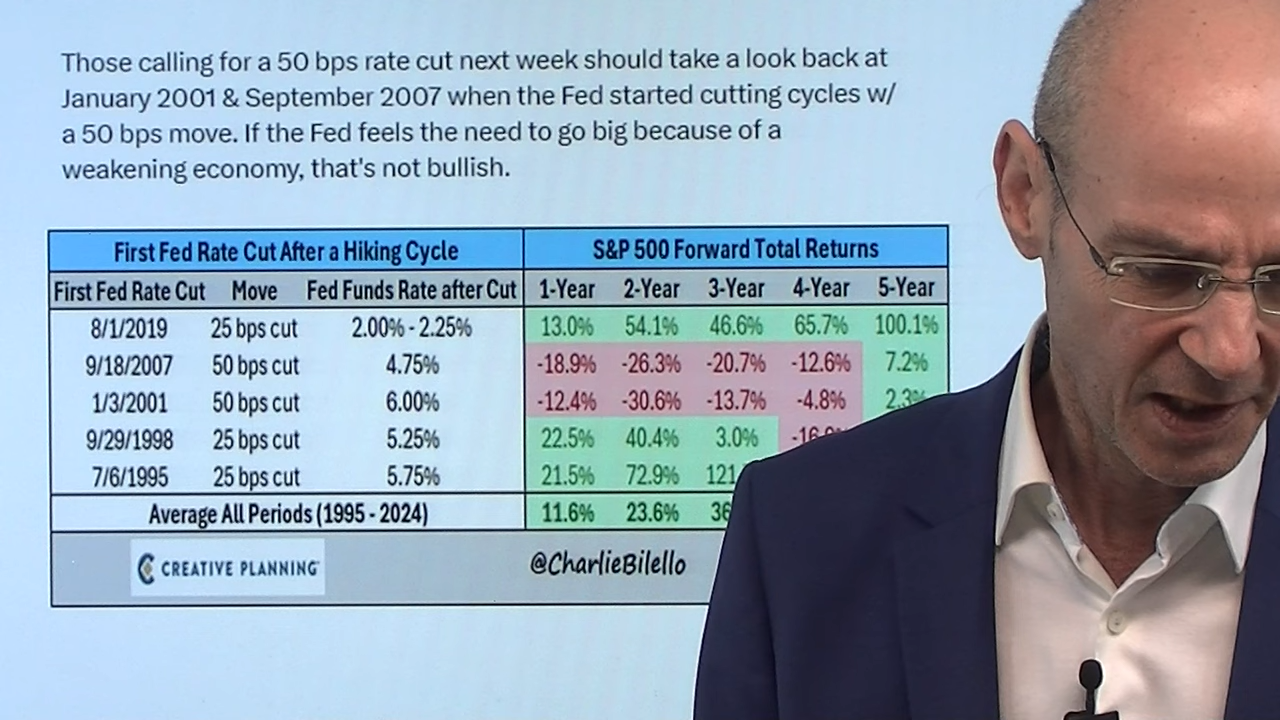 Those calling for a 50 bps rate cut next week should take a look back at
January 2001 & September 2007 when the Fed started cutting cycles w/
a 50 bps move. If the Fed feels the need to go big because of a
weakening economy, that's not bullish.
First Fed Rate Cut After a Hiking Cycle S&P 500 Forward Total Returns
First Fed Rate Cut Move Fed Funds Rate after Cut 1-Year 2-Year 3-Year 4-Year 5-Year
8/1/2019 25 bps cut 2.00% - 2.25% 13.0% 54.1% 46.6% 65.7% 100.1%
9/18/2007 50 bps cut 4.75% -18.9% -26.3% -20.7% -12.6% 7.2%
1/3/2001 50 bps cut 6.00% -12.4% -30.6% -13.7% -4.8% 2.3%
9/29/1998 25 bps cut 5.25% 22.5% 40.4% 3.0%
7/6/1995 25 bps cut 5.75% 21.5% 72.9%
Average All Periods (1995 - 2024) 11.6% 23.6%
CREATIVE PLANNING @CharlieBilello